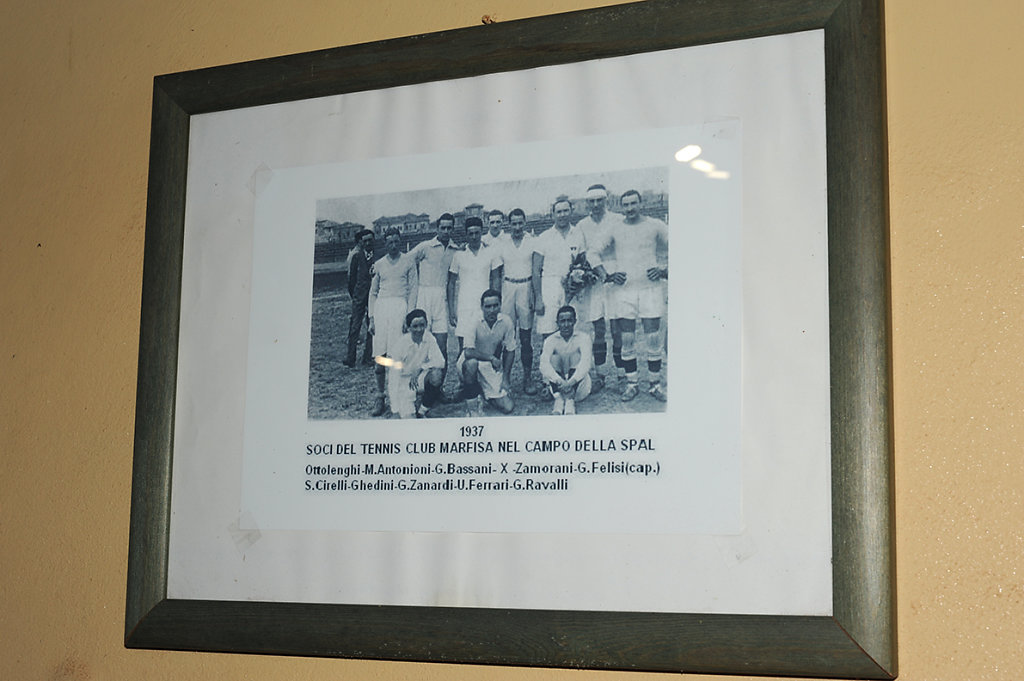 1937
SOCI DEL TENNIS CLUB MARFISA NEL CAMPO DELLA SPAL
Ottolenghi-M.Antonioni-G.Bassani- X -Zamorani-G.Felisi(cap.)
S.Cirelli-Ghedini-G.Zanardi-U.Ferrari-G.Ravalli